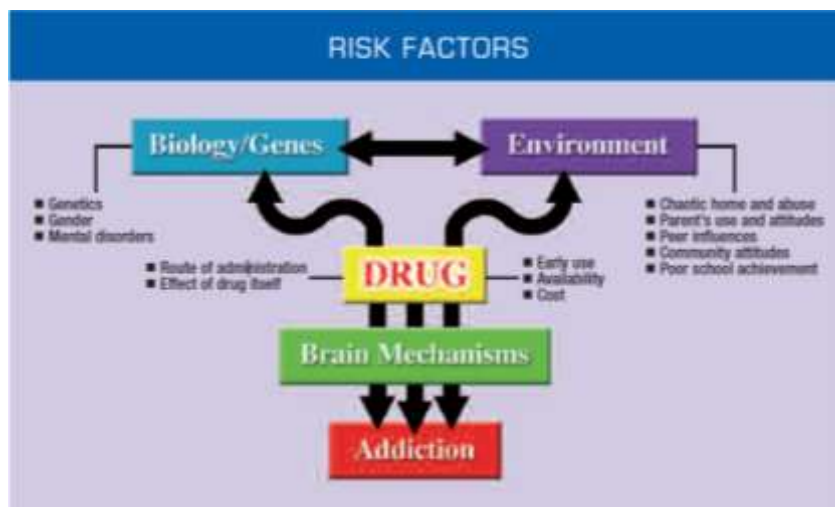 RISK FACTORS
Biology/Genes
Environment
■ Genetics
■ Gender
■ Mental disorders
■ Chaotic home and abuse
■ Parent's use and attitudes
■ Peer influences
■ Community attitudes
■ Poor school achievement
■ Route of administration
■ Effect of drug itself
DRUG
■ Early use
■ Availability
■ Cost
Brain Mechanisms
Addiction